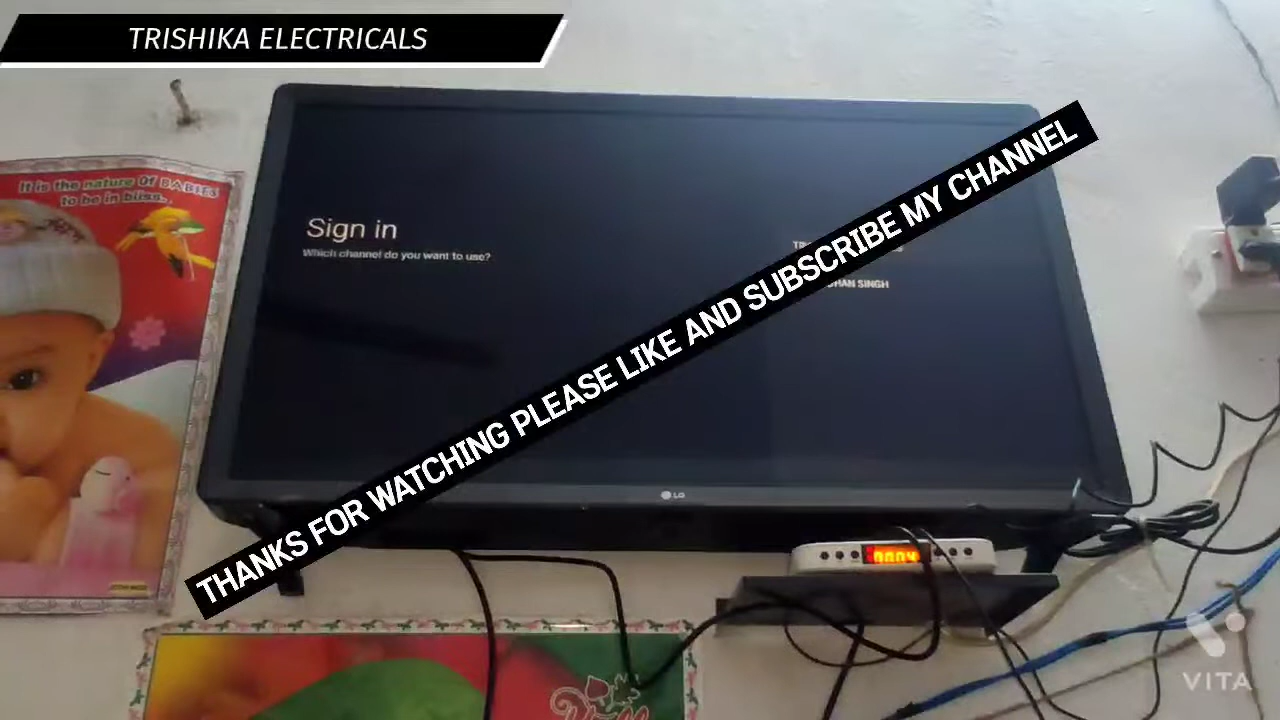 TRISHIKA ELECTRICALS
It is the nature Of BABIES
to be in bliss..
Sign in
Which channel do you want to use?
SINGH
THANKS FOR WATCHING PLEASE LIKE AND SUBSCRIBE MY CHANNEL
LG
VITA